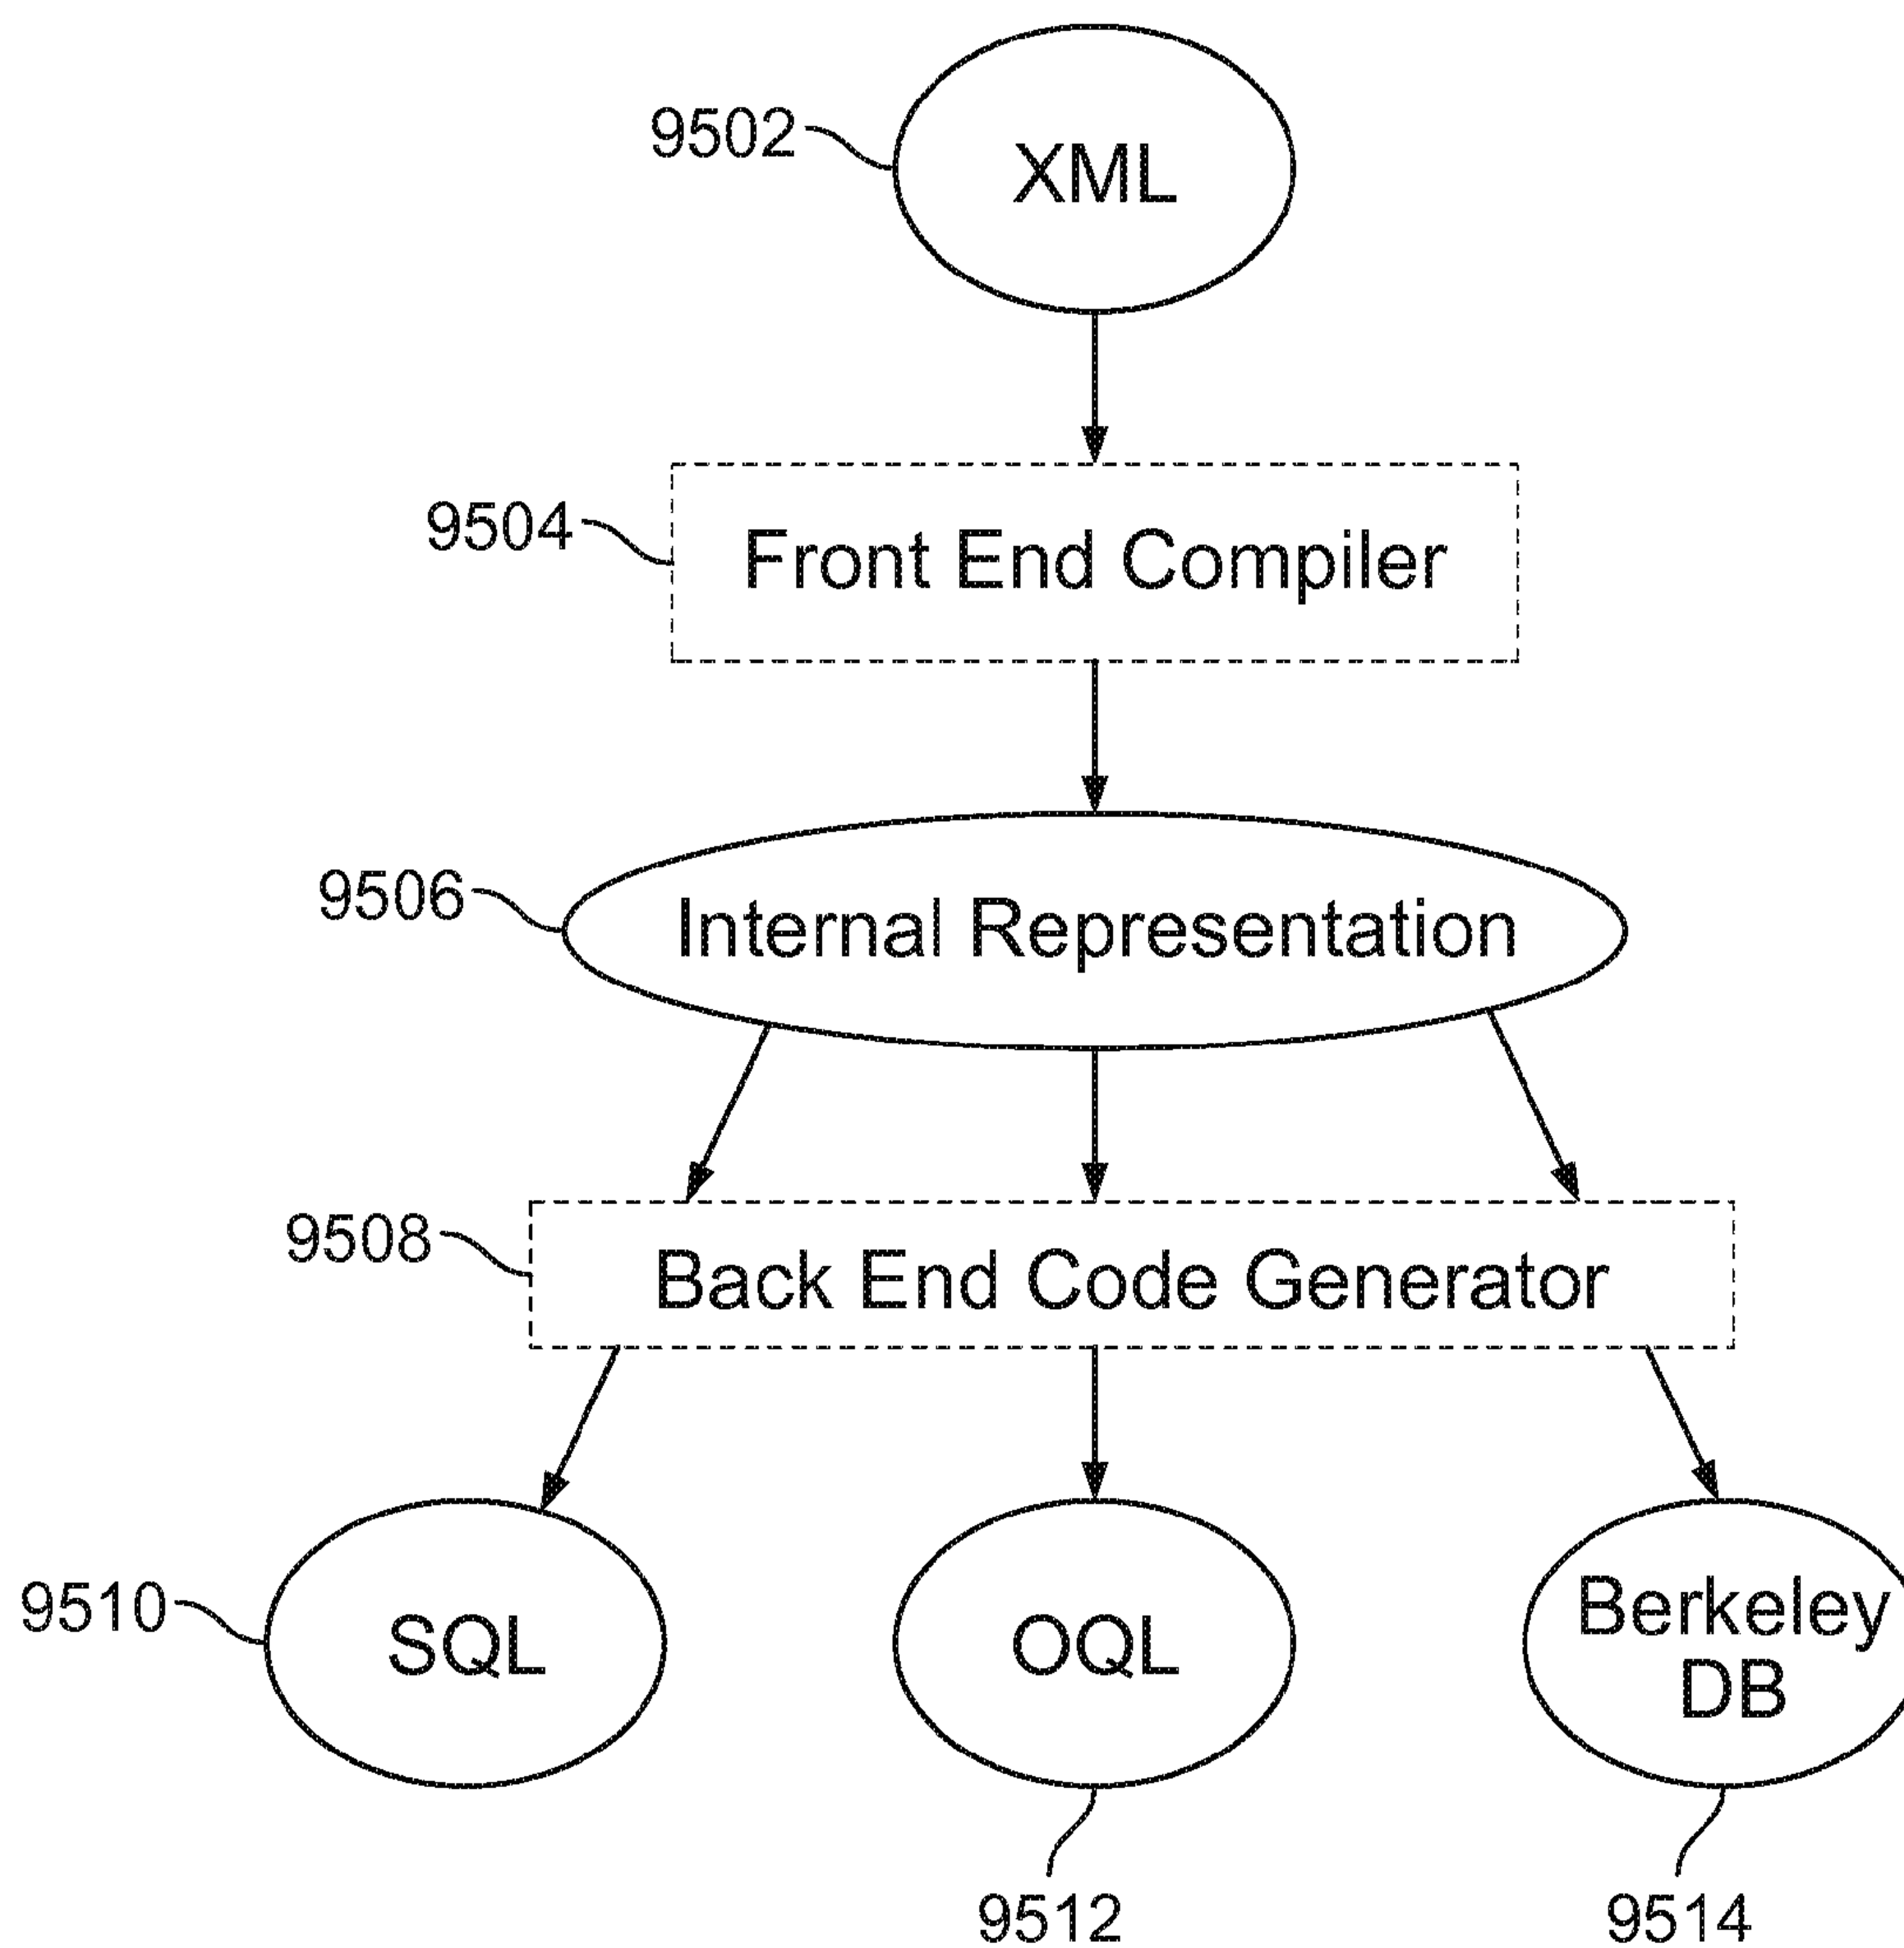 9502
XML
9504
Front End Compiler
9506
Internal Representation
9508
Back End Code Generator
9510
SQL
OQL
Berkeley
DB
9512
9514